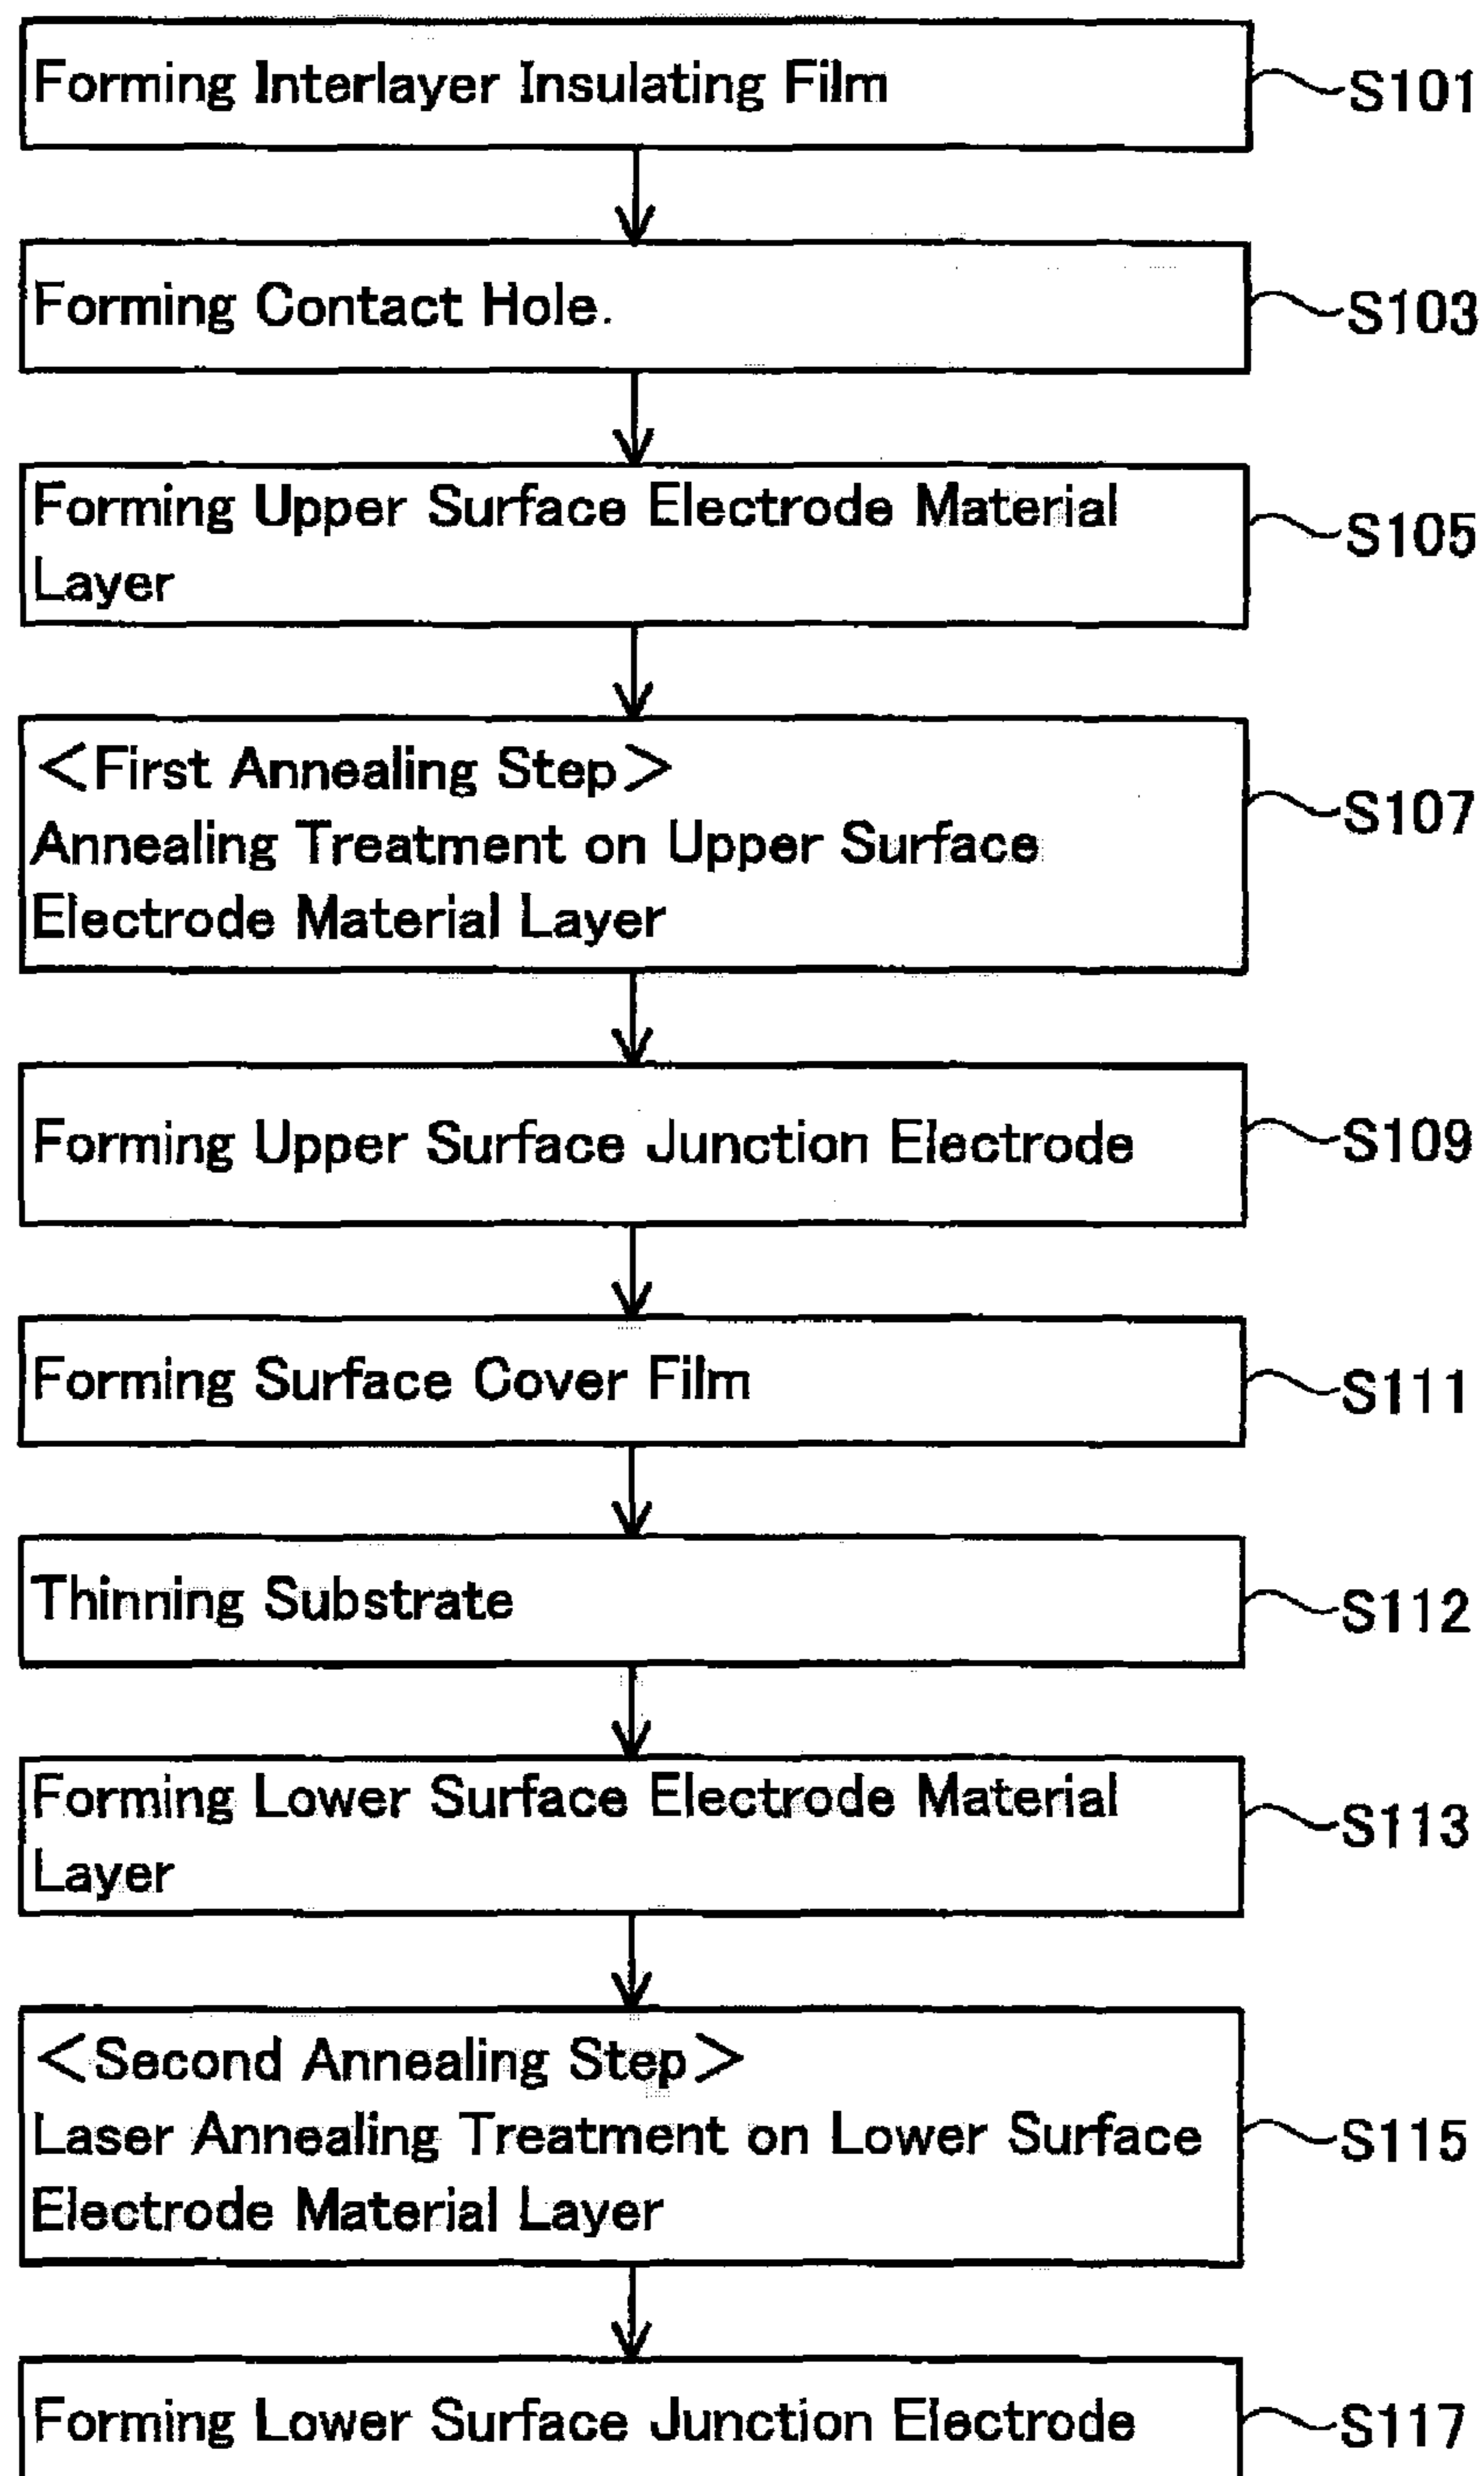 Forming Interlayer Insulating Film
S101
Forming Contact Hole.
S103
Forming Upper Surface Electrode Material
Layer
S105
<First Annealing Step>
Annealing Treatment on Upper Surface
Electrode Material Layer
S107
Forming Upper Surface Junction Electrode
S109
Forming Surface Cover Film
S111
Thinning Substrate
S112
Forming Lower Surface Electrode Material
Layer
S113
<Second Annealing Step>
Laser Annealing Treatment on Lower Surface
Electrode Material Layer
S115
Forming Lower Surface Junction Electrode
S117